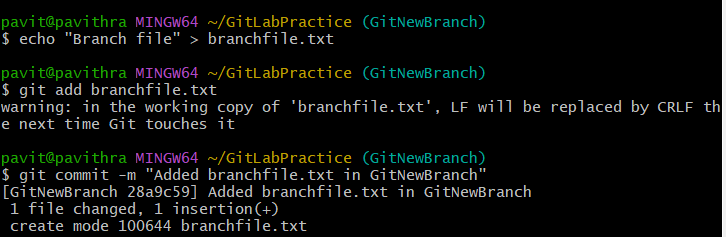 pavit@pavithra MINGW64 ~/GitLabPractice (GitNewBranch)
$ echo "Branch file" > branchfile.txt
pavit@pavithra MINGW64 ~/GitLabPractice (GitNewBranch)
$ git add branchfile.txt
warning: in the working copy of 'branchfile.txt', LF will be replaced by CRLF th
e next time Git touches it
pavit@pavithra MINGW64 ~/GitLabPractice (GitNewBranch)
$ git commit -m "Added branchfile.txt in GitNewBranch"
[GitNewBranch 28a9c59] Added branchfile.txt in GitNewBranch
 1 file changed, 1 insertion(+)
 create mode 100644 branchfile.txt